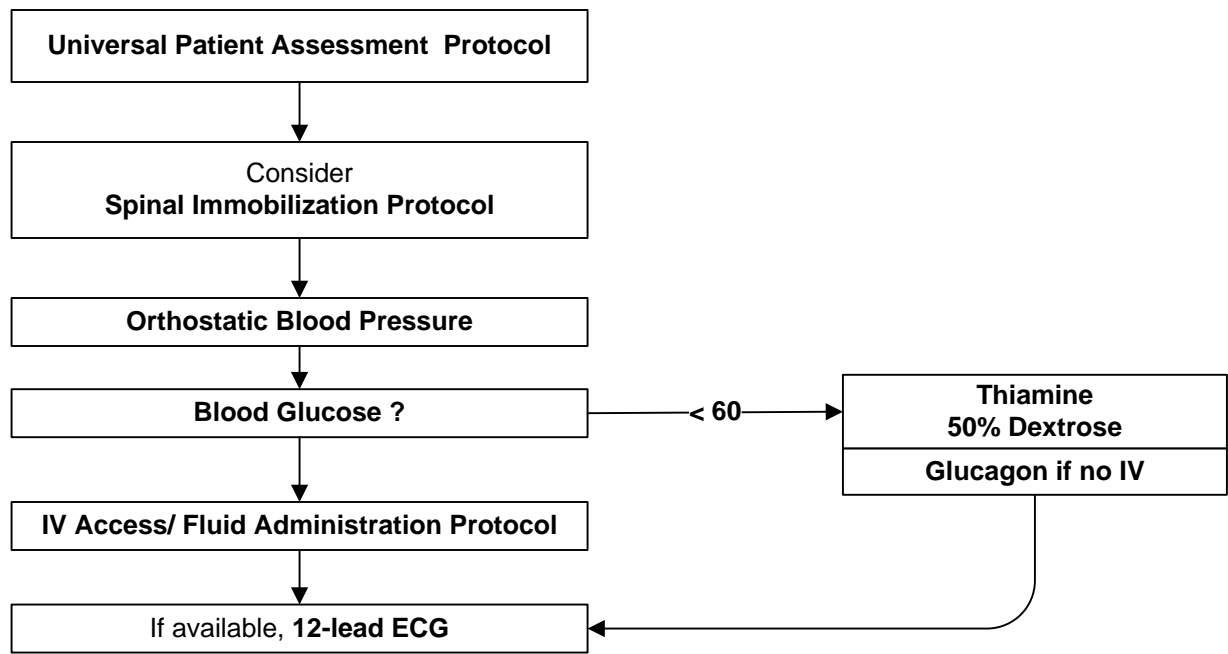 Universal Patient Assessment Protocol
Consider
Spinal Immobilization Protocol
Orthostatic Blood Pressure
Blood Glucose ?
< 60
Thiamine
50% Dextrose
Glucagon if no IV
IV Access/ Fluid Administration Protocol
If available, 12-lead ECG